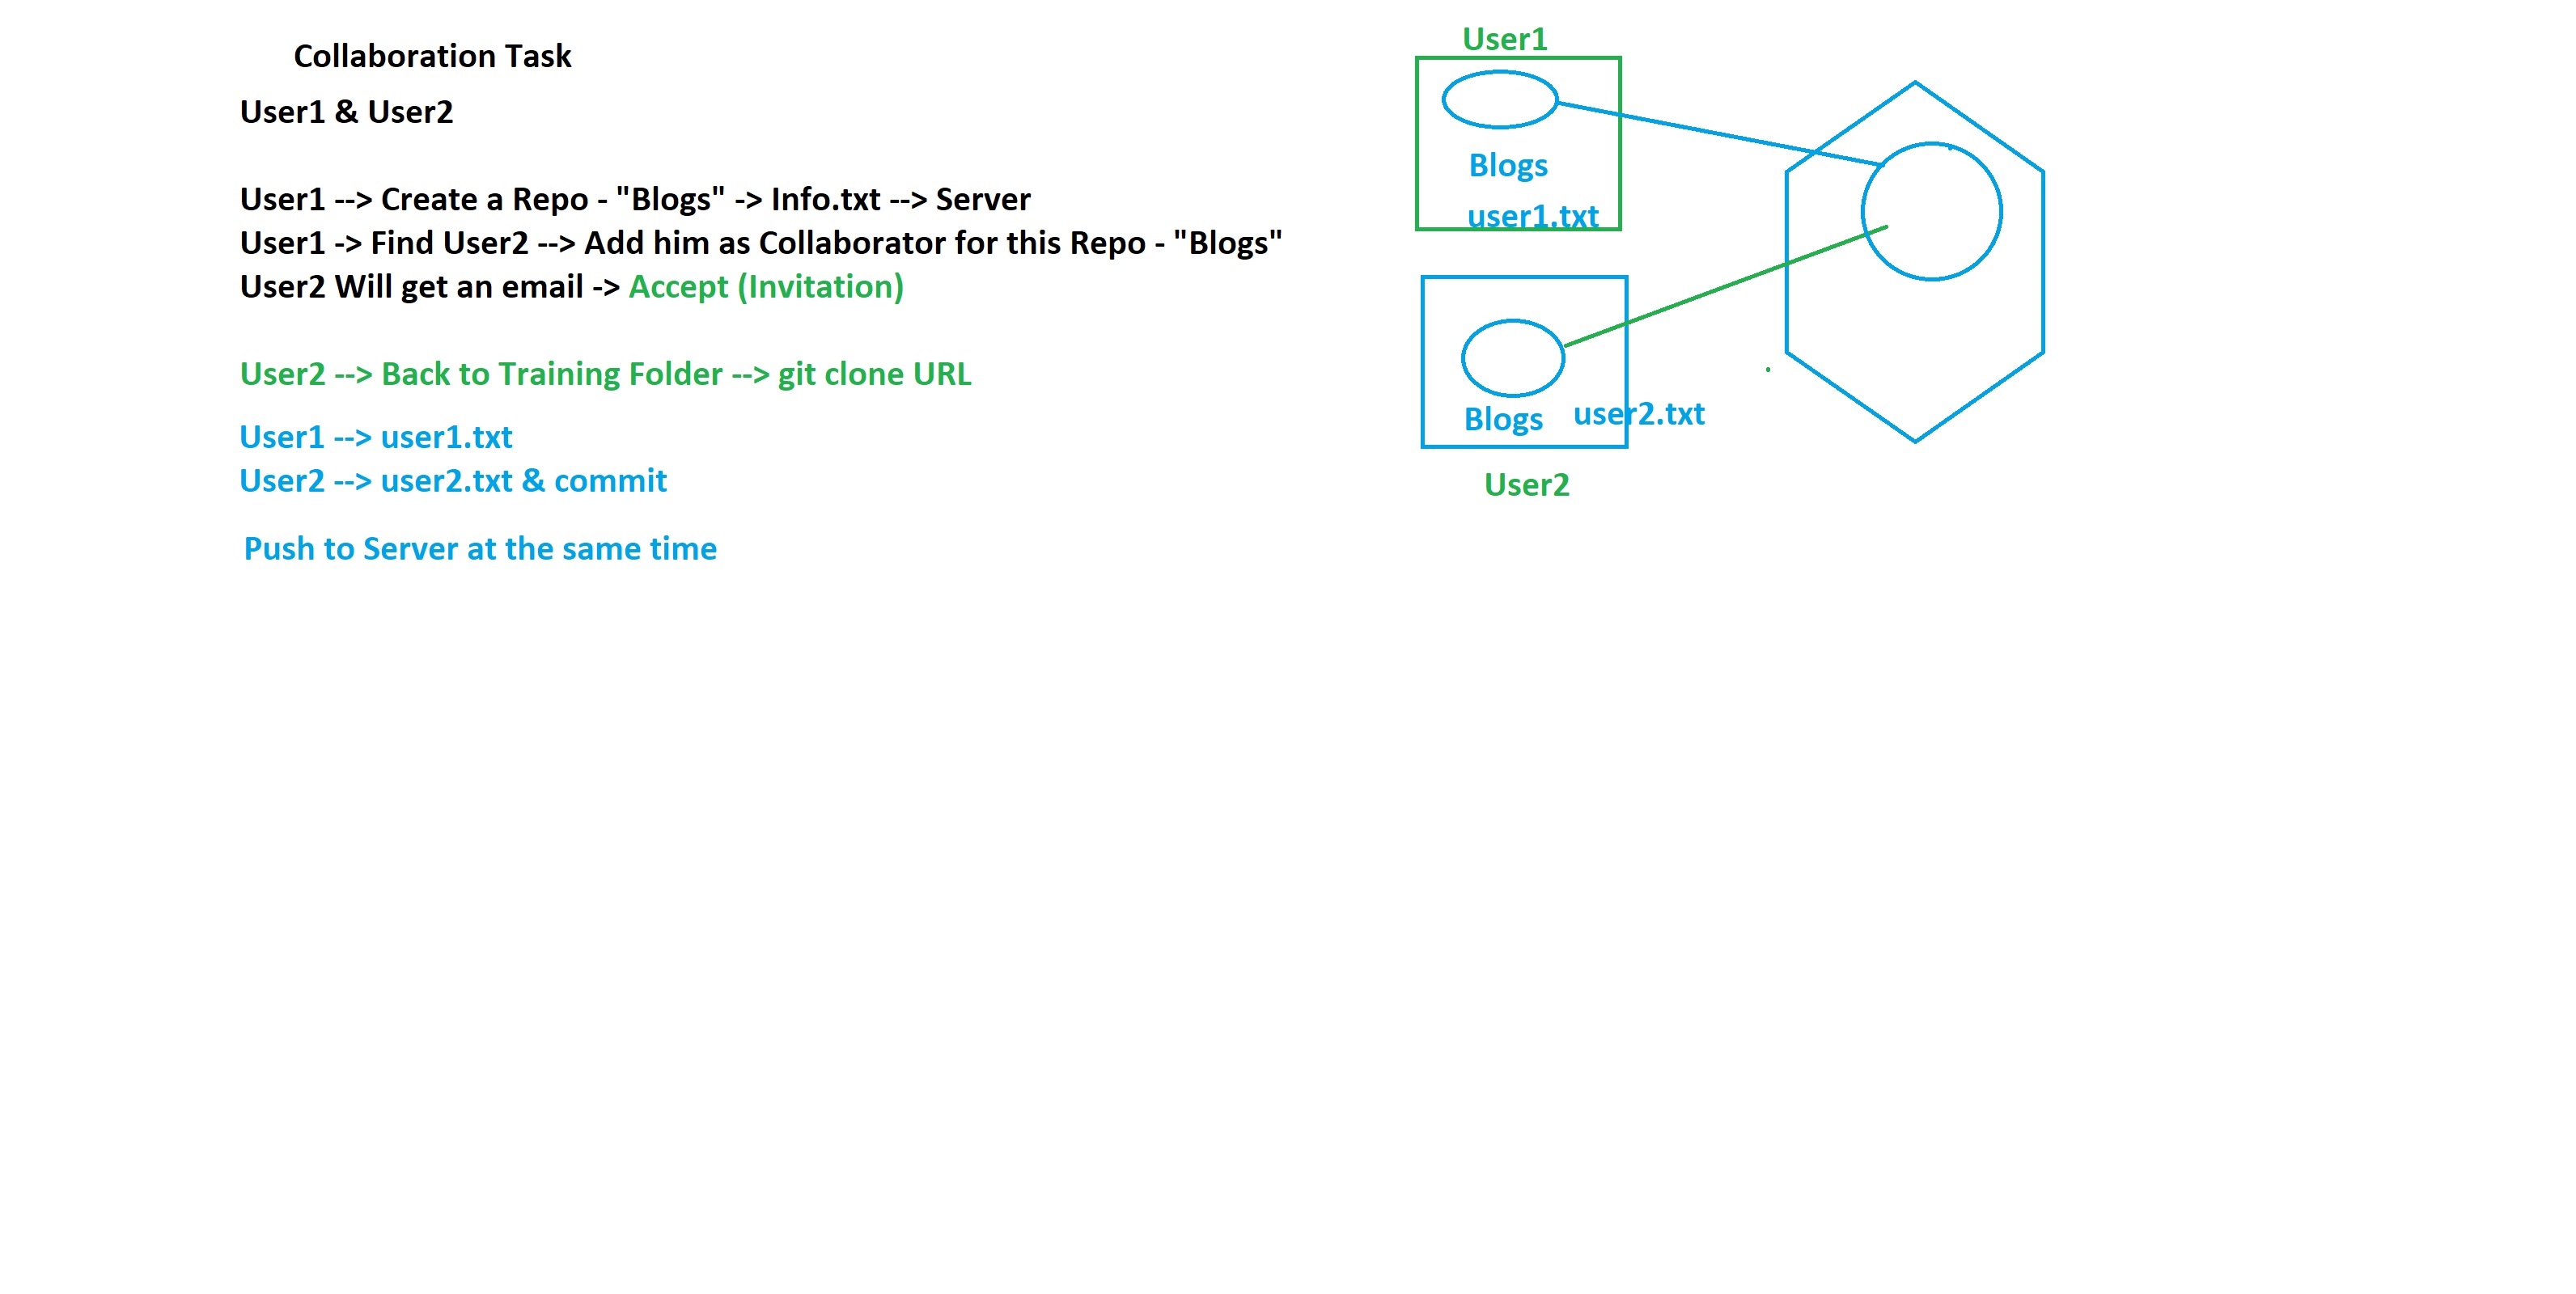 Collaboration Task
User1 & User2
User1 --> Create a Repo - "Blogs" -> Info.txt --> Server
User1 -> Find User2 --> Add him as Collaborator for this Repo - "Blogs"
User2 Will get an email -> Accept (Invitation)
User2 --> Back to Training Folder --> git clone URL
User1 --> user1.txt
User2 --> user2.txt & commit
Push to Server at the same time
User1
Blogs
user1.txt
Blogs
user2.txt
User2